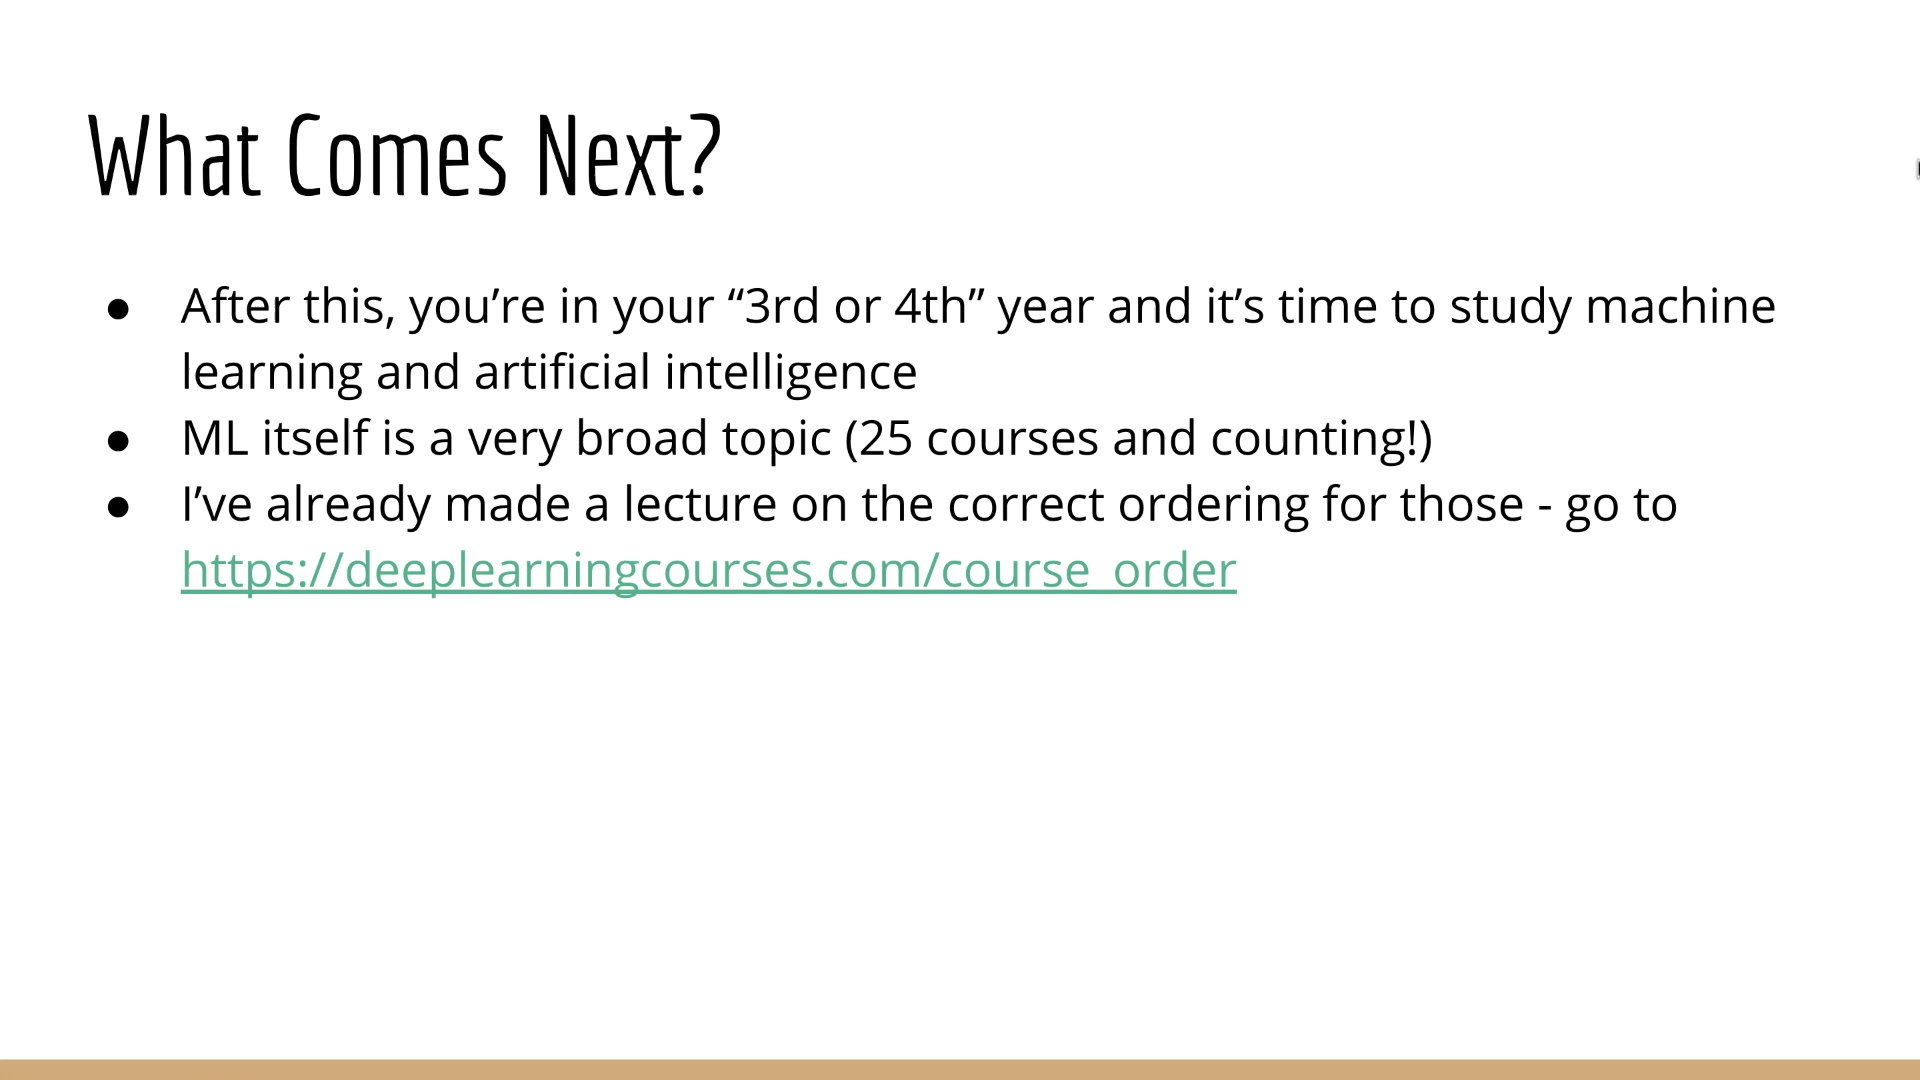 What Comes Next?
● After this, you’re in your “3rd or 4th” year and it’s time to study machine
learning and artificial intelligence
● ML itself is a very broad topic (25 courses and counting!)
● I’ve already made a lecture on the correct ordering for those - go to
https://deeplearningcourses.com/course_order